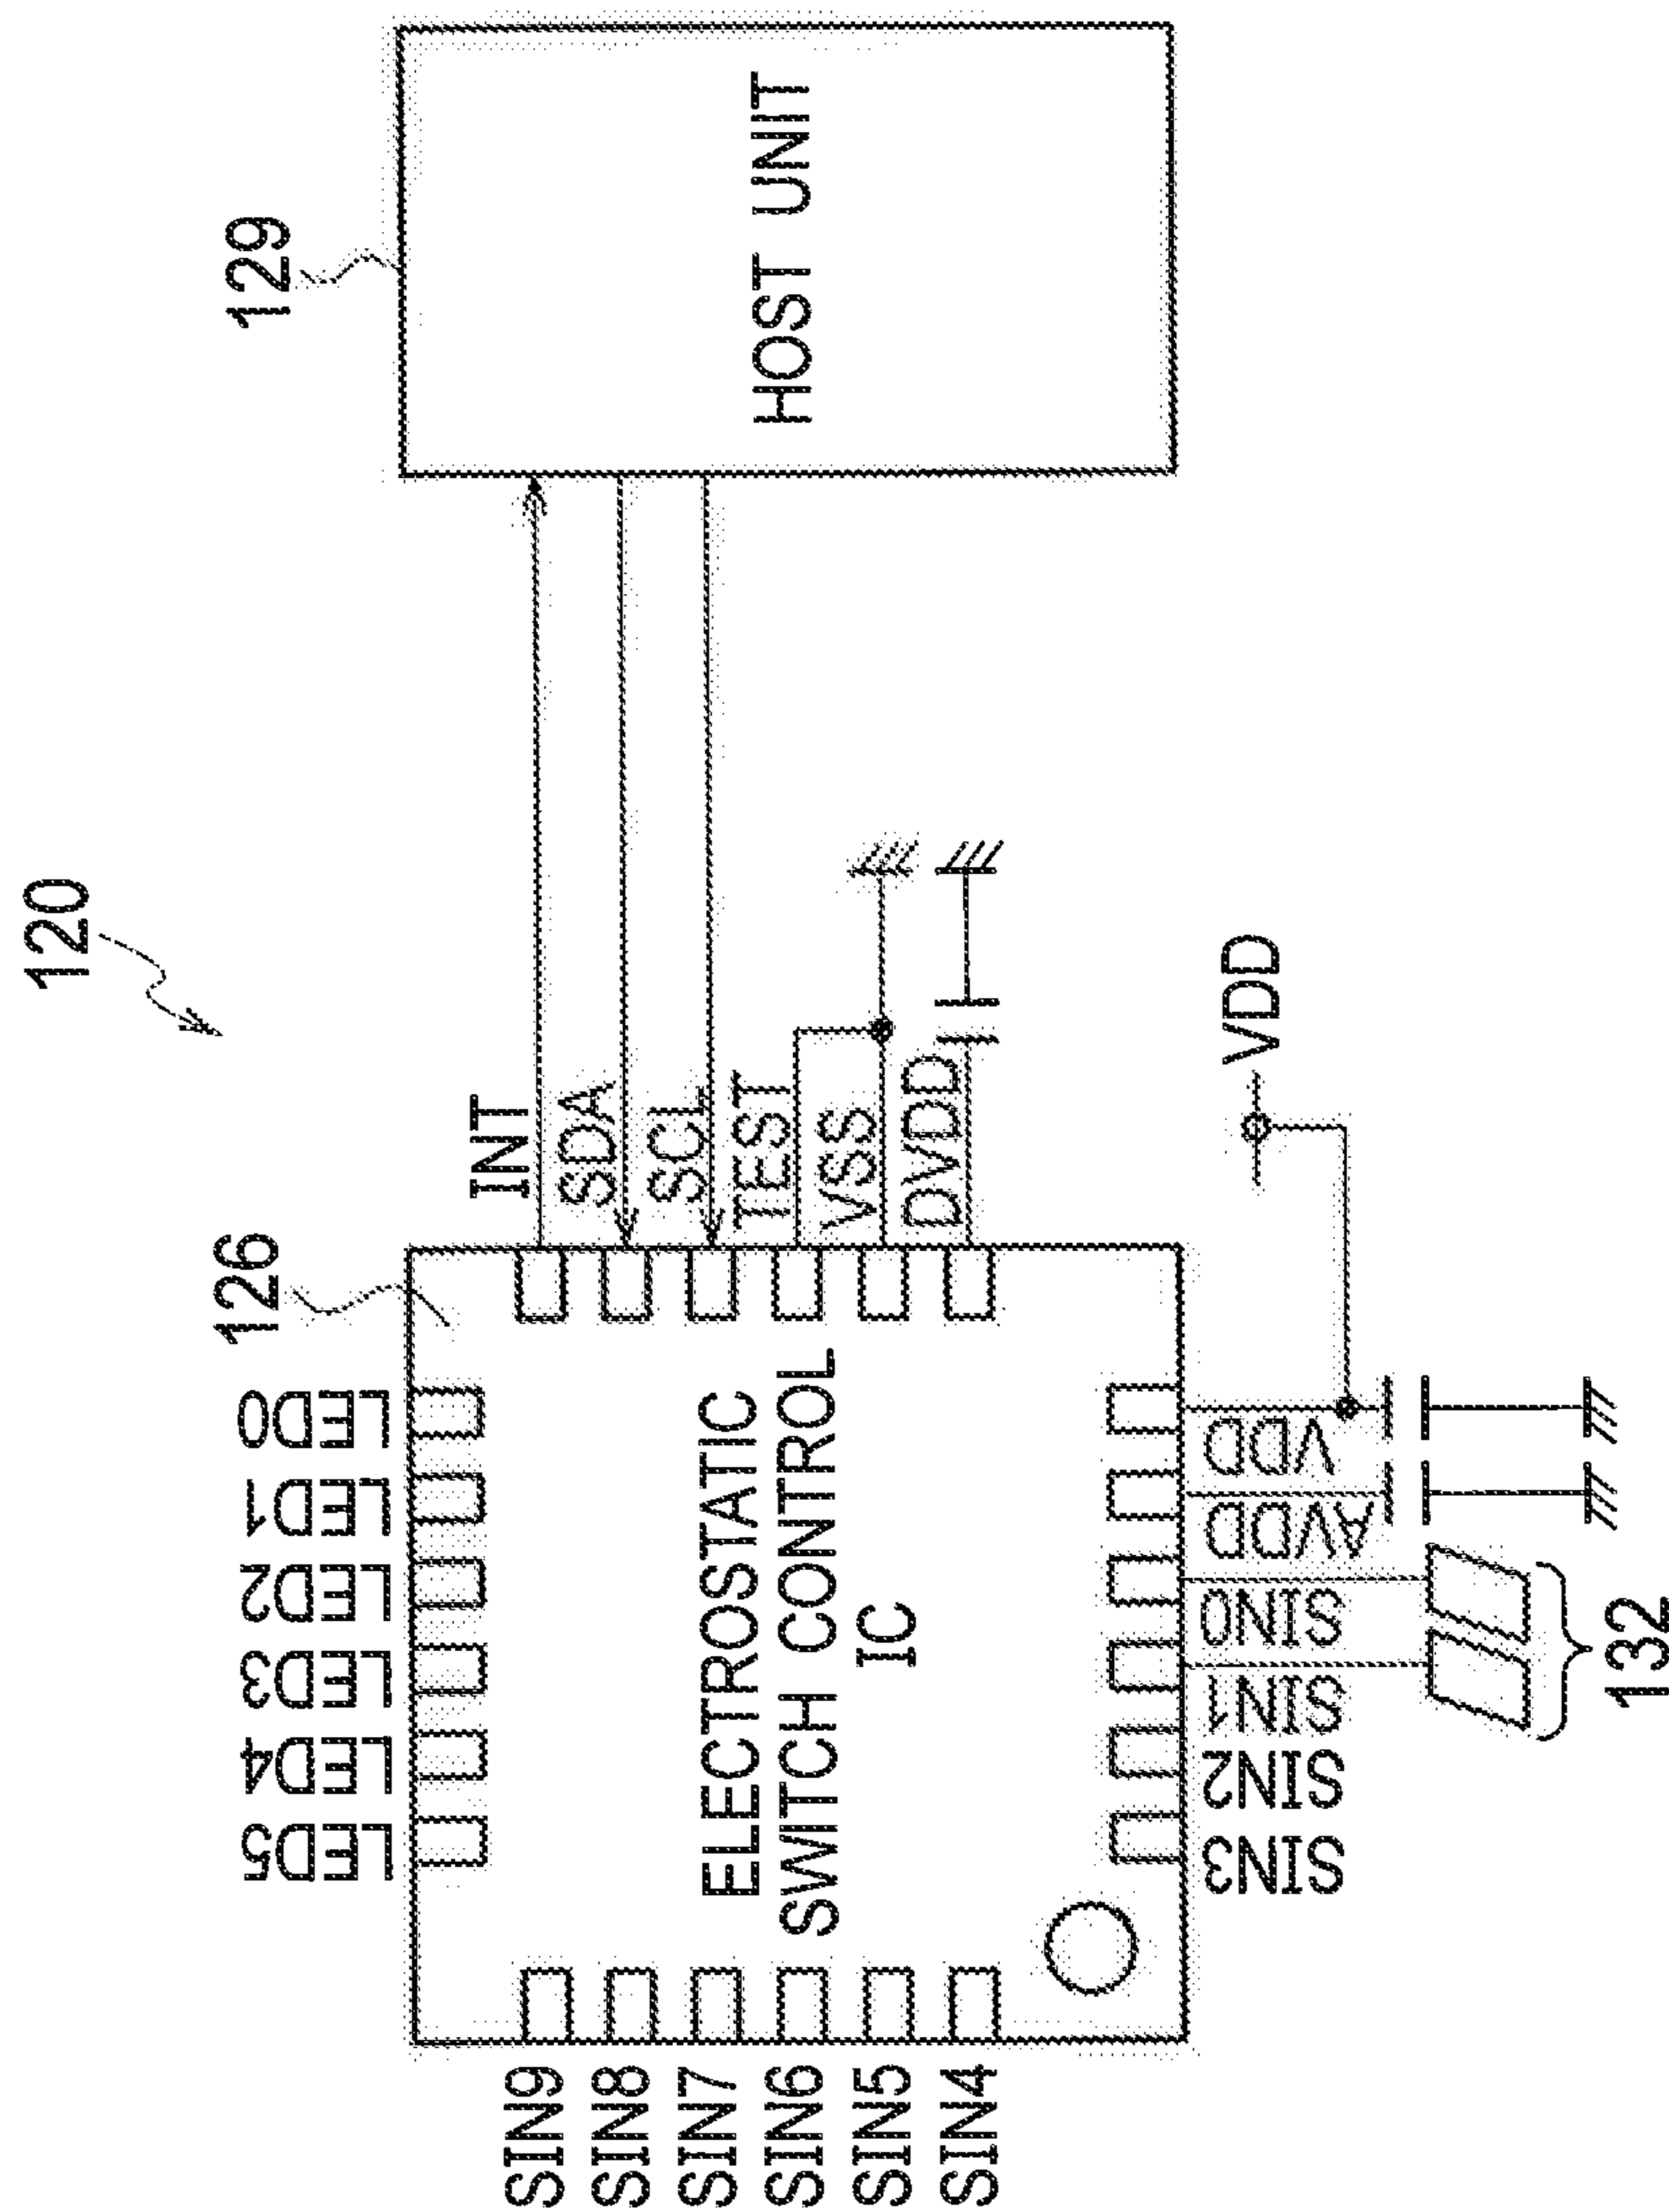 120
126
129
LED5
LED4
LED3
LED2
LED1
LED0
SIN9
SIN8
SIN7
SIN6
SIN5
SIN4
ELECTROSTATIC
SWITCH CONTROL
IC
INT
SDA
SCL
TEST
VSS
DVDD
HOST UNIT
SIN3
SIN2
SIN1
SIN0
AVDD
VDD
VDD
132